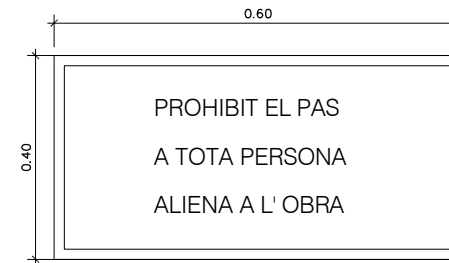 0.60
0.40
PROHIBIT EL PAS
A TOTA PERSONA
ALIENA A L' OBRA